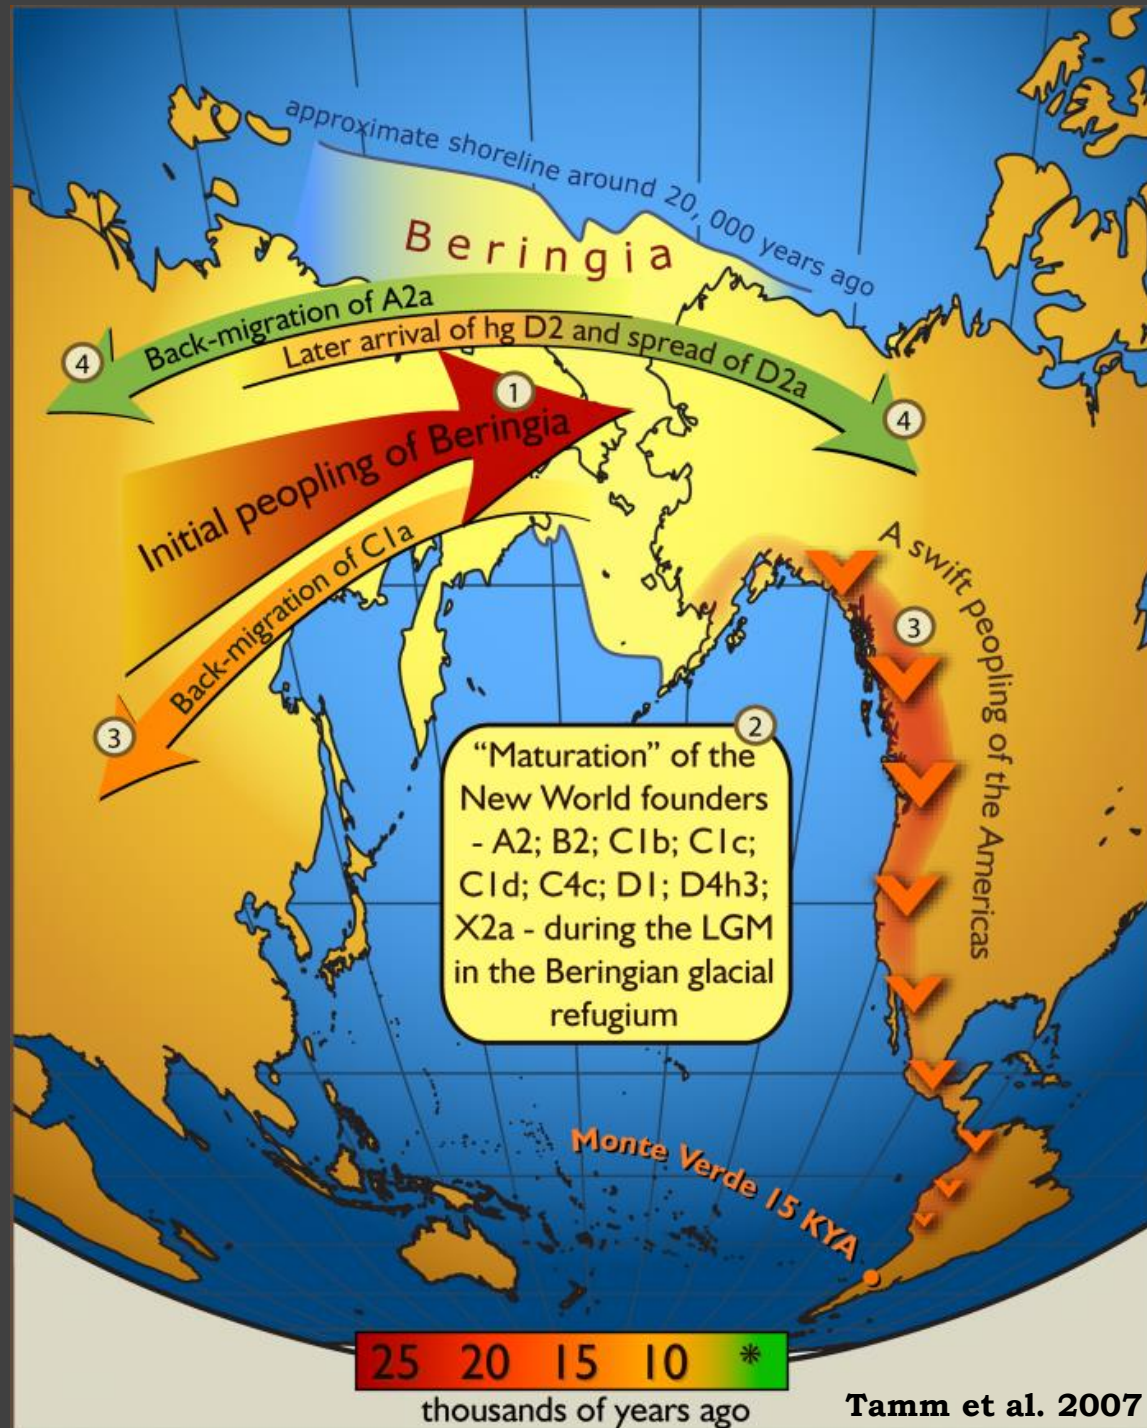 approximate shoreline around 20, 000 years ago
Beringia
Back-migration of A2a
Later arrival of hg D2 and spread of D2a
4
1
4
Initial peopling of Beringia
Back-migration of C1a
A swift peopling of the Americas
3
3
2
“Maturation” of the
New World founders
- A2; B2; C1b; C1c;
C1d; C4c; D1; D4h3;
X2a - during the LGM
in the Beringian glacial
refugium
Monte Verde 15 KYA
25 20 15 10 *
thousands of years ago
Tamm et al. 2007